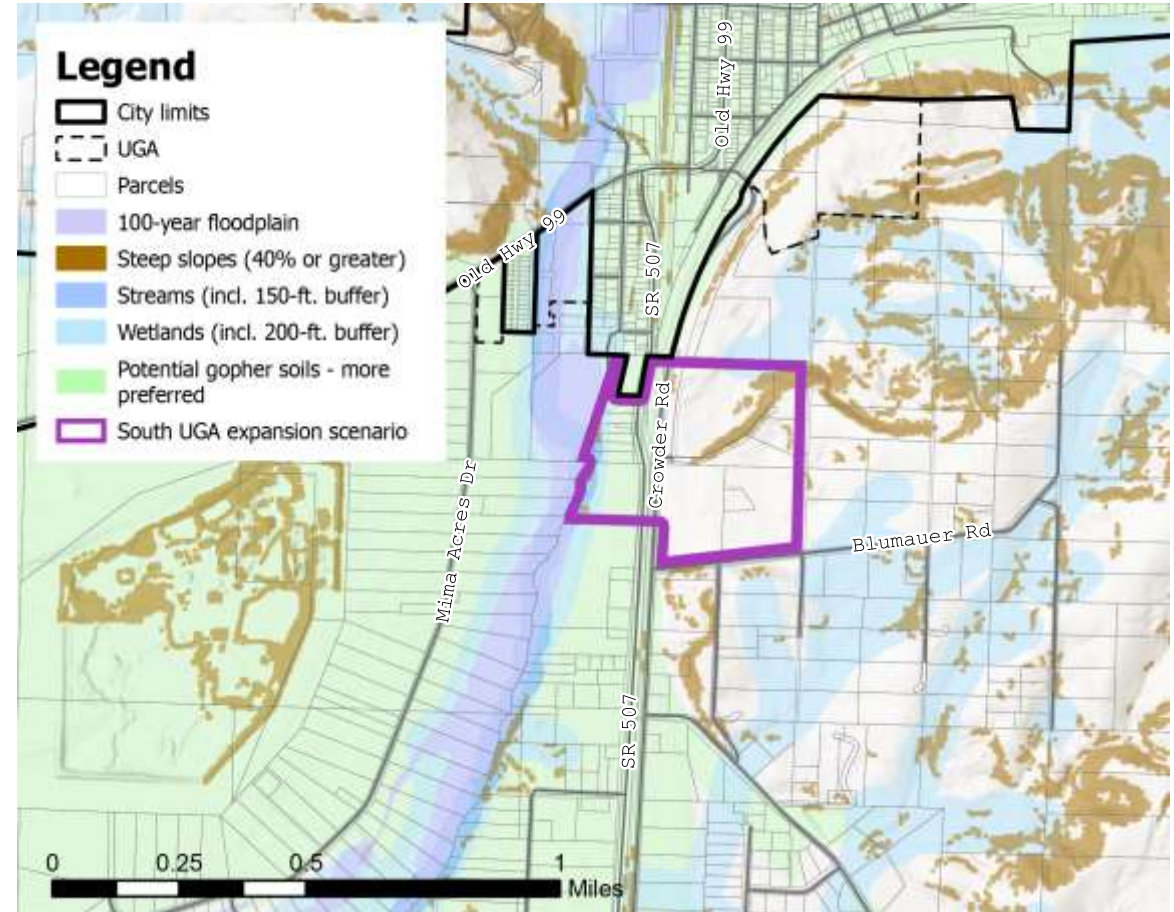 Legend
City limits
UGA
Parcels
100-year floodplain
Steep slopes (40% or greater)
Streams (incl. 150-ft. buffer)
Wetlands (incl. 200-ft. buffer)
Potential gopher soils - more
preferred
South UGA expansion scenario
Old Hwy 99
Old Hwy 99
SR 507
Crowder Rd
Mima Acres Dr
Blumauer Rd
SR 507
0 0.25 0.5 1
Miles